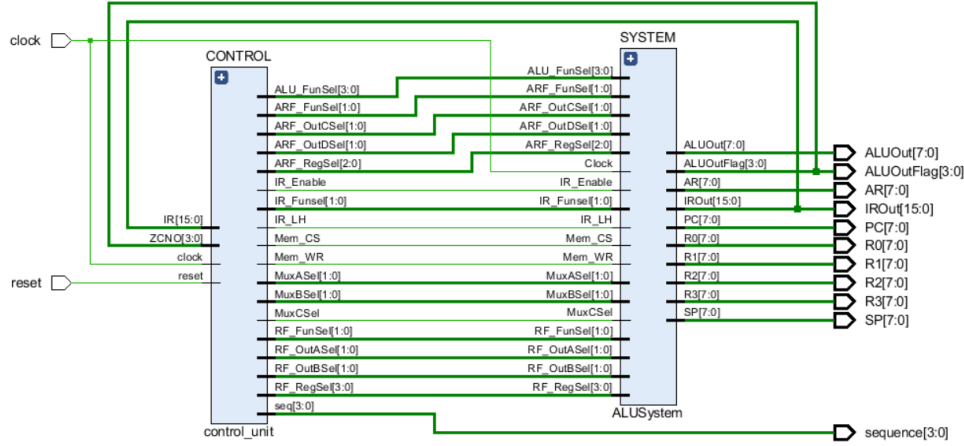 clock
reset
CONTROL
ALU_FunSel[3:0]
ARF_FunSel[1:0]
ARF_OutCSel[1:0]
ARF_OutDSel[1:0]
ARF_RegSel[2:0]
IR_Enable
IR_Funsel[1:0]
IR_LH
Mem_CS
Mem_WR
MuxASel[1:0]
MuxBSel[1:0]
MuxCSel
RF_FunSel[1:0]
RF_OutASel[1:0]
RF_OutBSel[1:0]
RF_RegSel[3:0]
seq[3:0]
IR[15:0]
ZCNO[3:0]
clock
reset
control_unit
SYSTEM
ALU_FunSel[3:0]
ARF_FunSel[1:0]
ARF_OutCSel[1:0]
ARF_OutDSel[1:0]
ARF_RegSel[2:0]
Clock
IR_Enable
IR_Funsel[1:0]
IR_LH
Mem_CS
Mem_WR
MuxASel[1:0]
MuxBSel[1:0]
MuxCSel
RF_FunSel[1:0]
RF_OutASel[1:0]
RF_OutBSel[1:0]
RF_RegSel[3:0]
ALUOut[7:0]
ALUOutFlag[3:0]
AR[7:0]
IROut[15:0]
PC[7:0]
R0[7:0]
R1[7:0]
R2[7:0]
R3[7:0]
SP[7:0]
ALUSystem
ALUOut[7:0]
ALUOutFlag[3:0]
AR[7:0]
IROut[15:0]
PC[7:0]
R0[7:0]
R1[7:0]
R2[7:0]
R3[7:0]
SP[7:0]
sequence[3:0]